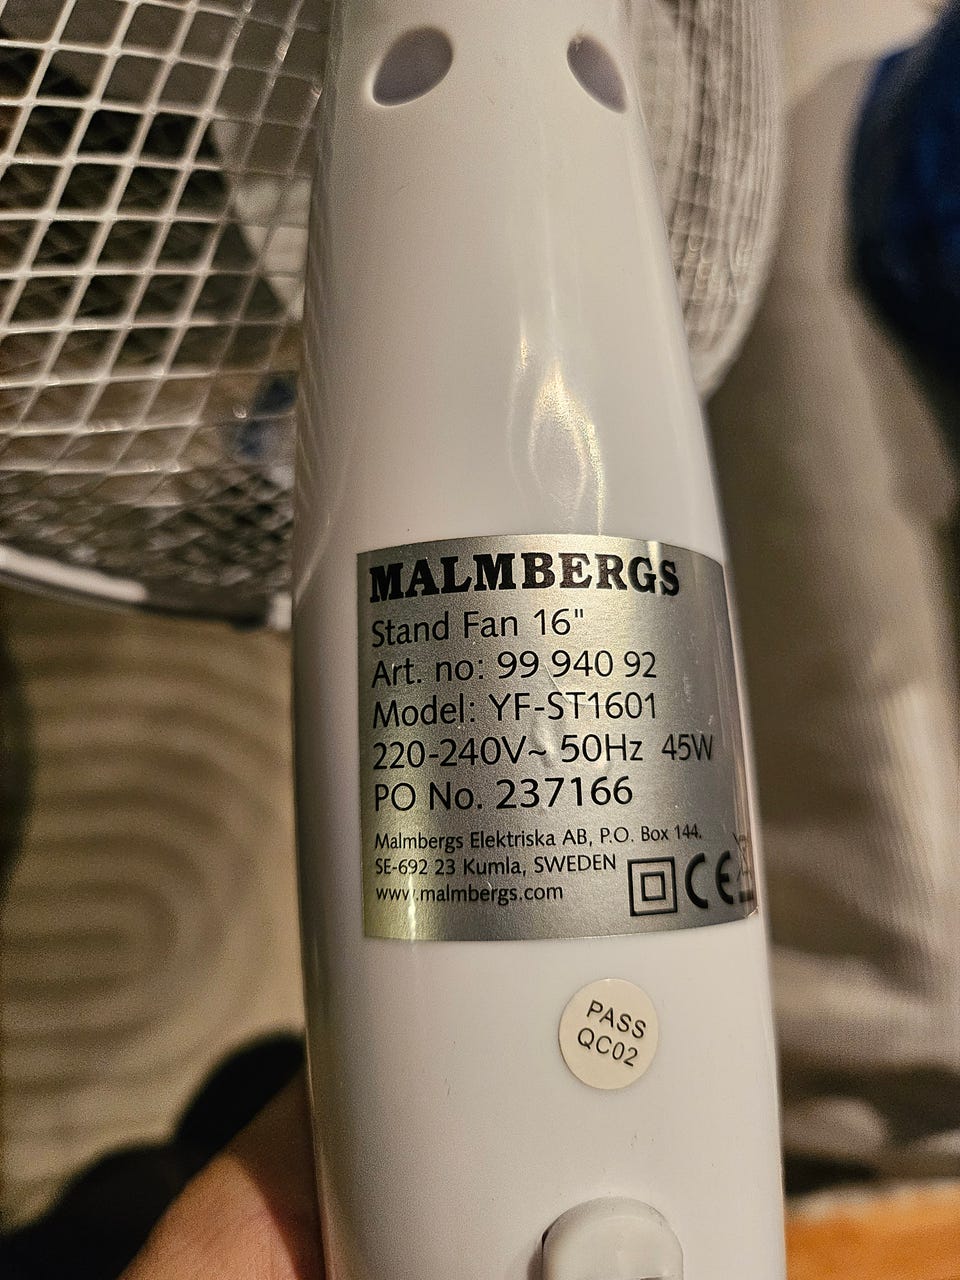 MALMBERGS
Stand Fan 16"
Art. no: 99 940 92
Model: YF-ST1601
220-240V~ 50Hz 45W
PO No. 237166
Malmbergs Elektriska AB, P.O. Box 144.
SE-692 23 Kumla, SWEDEN
www.malmbergs.com
CE
PASS
QC02